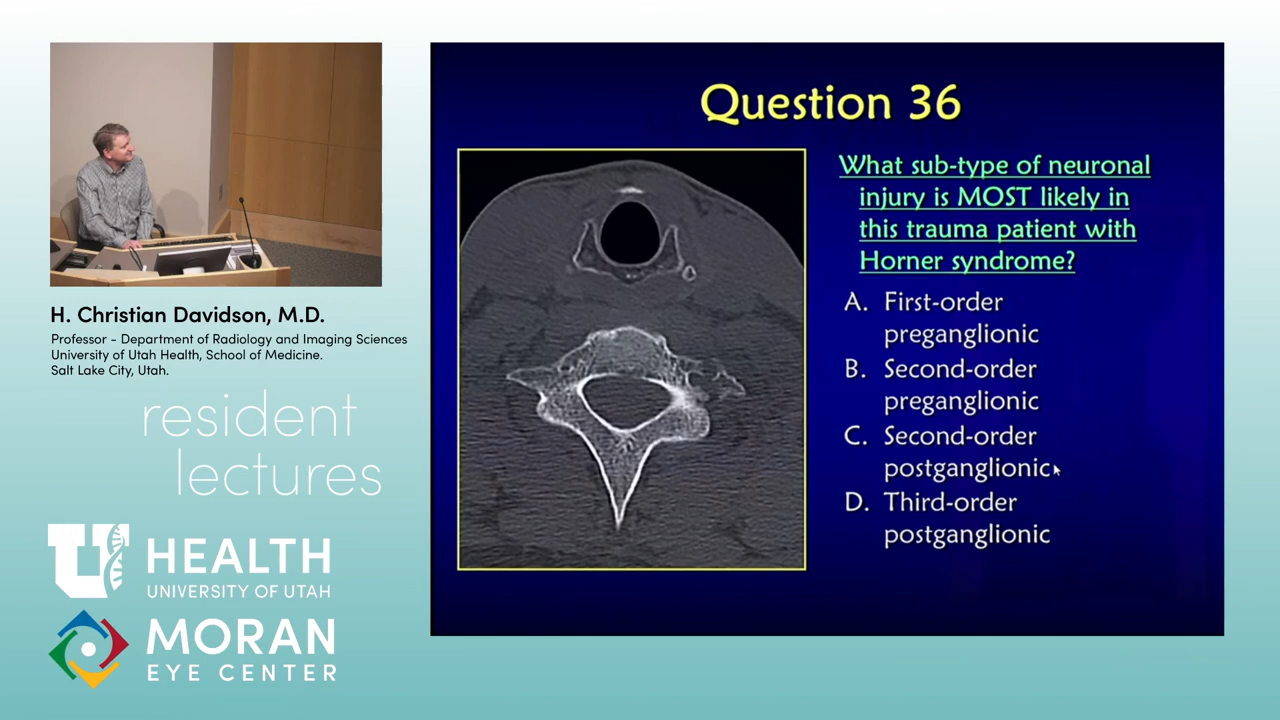 H. Christian Davidson, M.D.
Professor - Department of Radiology and Imaging Sciences
University of Utah Health, School of Medicine.
Salt Lake City, Utah.
resident
lectures
U
HEALTH
UNIVERSITY OF UTAH
MORAN
EYE CENTER
Question 36
What sub-type of neuronal
injury is MOST likely in
this trauma patient with
Horner syndrome?
A. First-order
preganglionic
B. Second-order
preganglionic
C. Second-order
postganglionic
D. Third-order
postganglionic